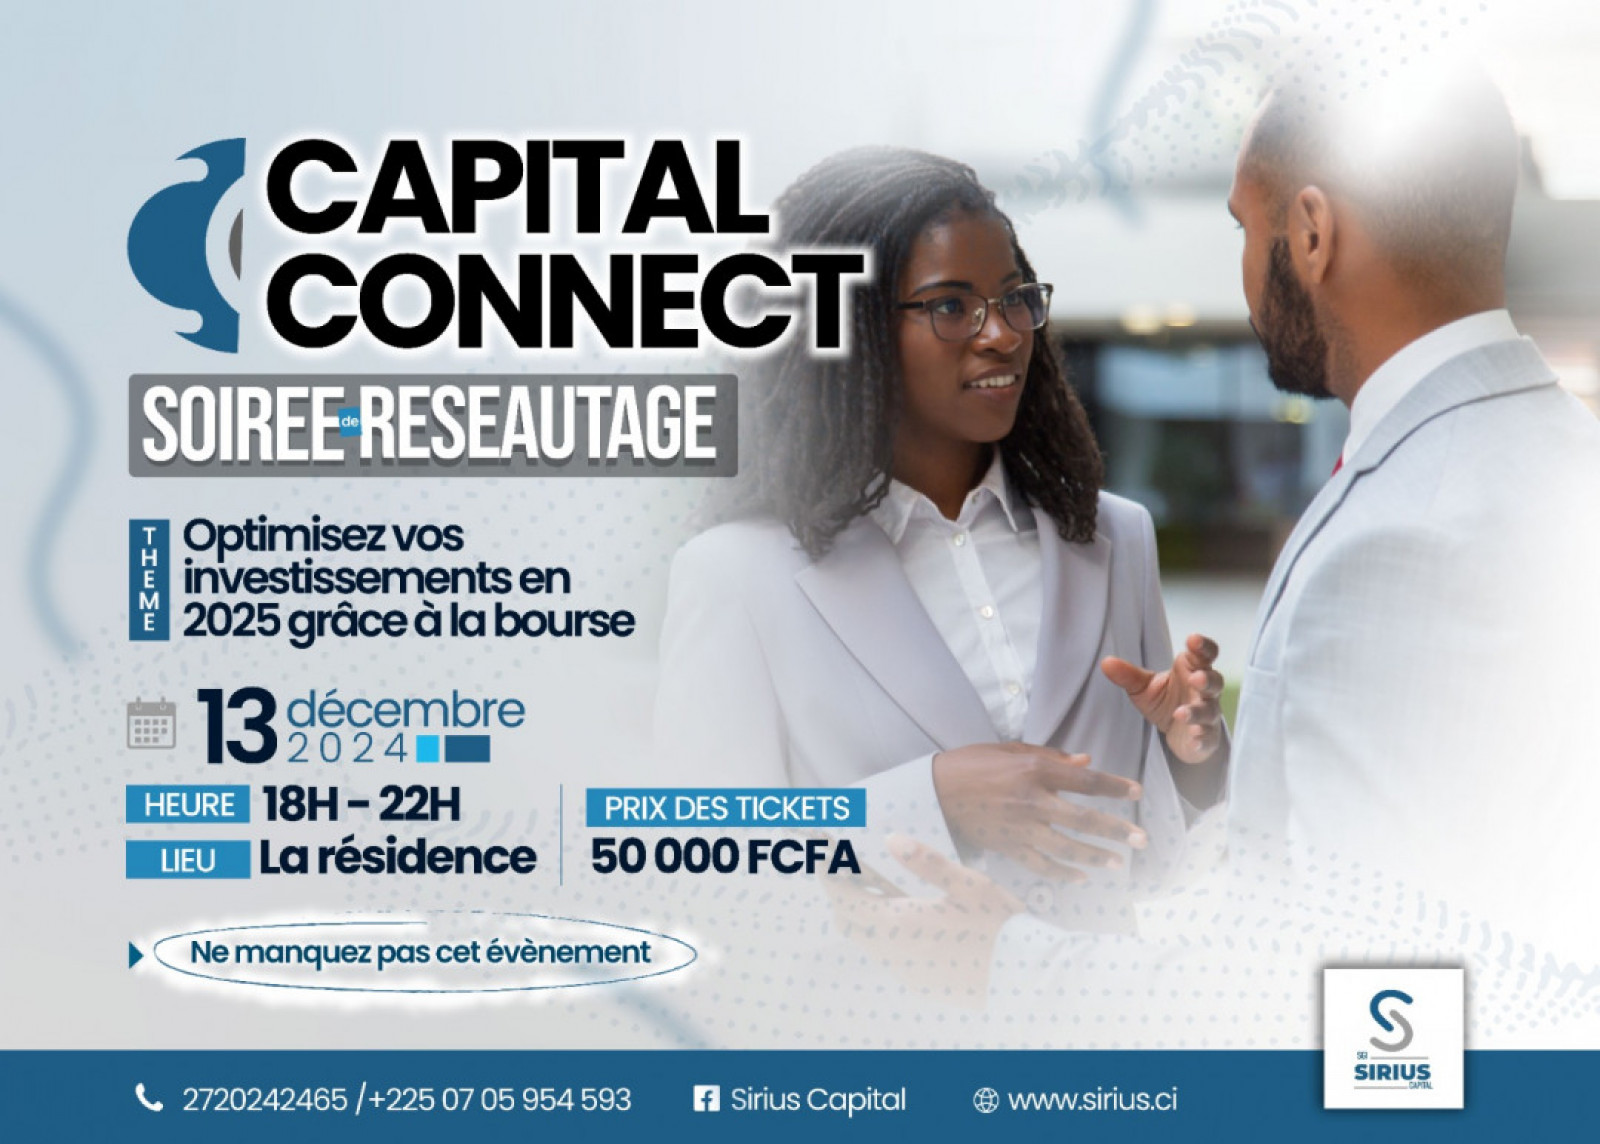 CAPITAL
CONNECT
SOIREE de RESEAUTAGE
THEME
Optimisez vos
investissements en
2025 grâce à la bourse
13 décembre
2024
HEURE 18H - 22H
LIEU La résidence
PRIX DES TICKETS
50 000 FCFA
Ne manquez pas cet évènement
SGI
SIRIUS
CAPITAL
2720242465 /+225 07 05 954 593
Sirius Capital
www.sirius.ci